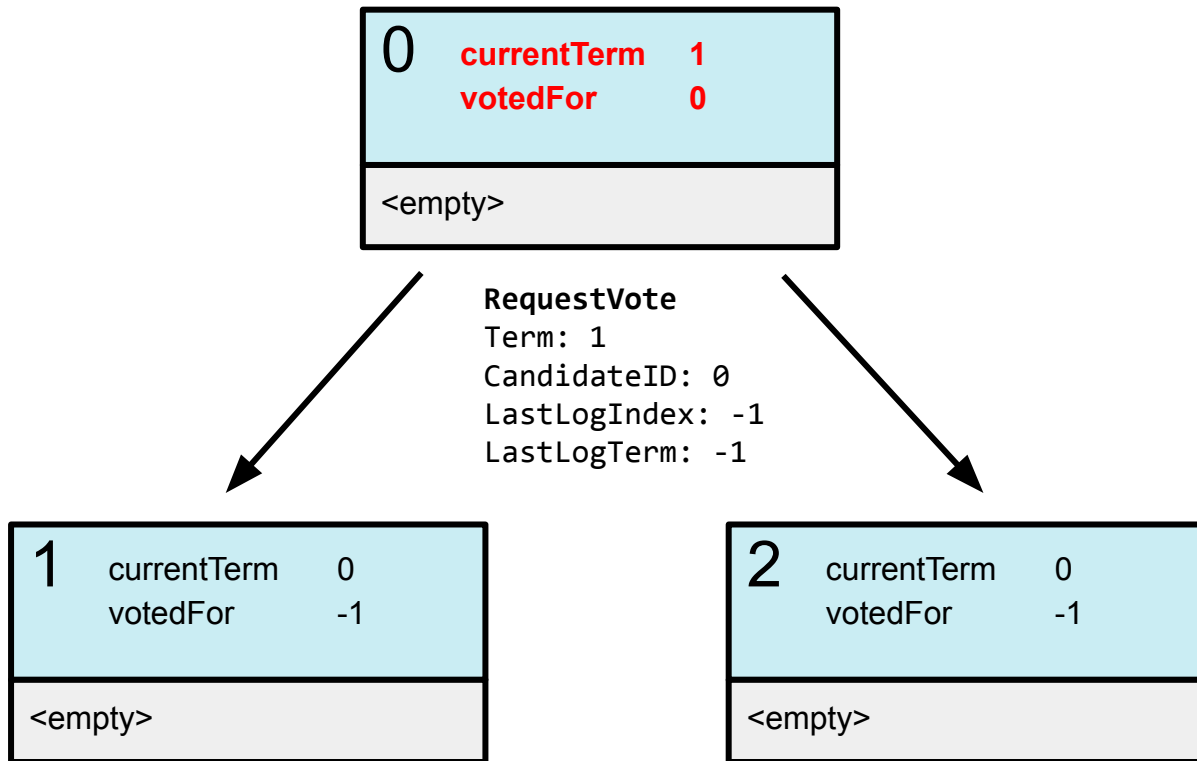 0
currentTerm 1
votedFor 0
<empty>
RequestVote
Term: 1
CandidateID: 0
LastLogIndex: -1
LastLogTerm: -1
1
currentTerm 0
votedFor -1
<empty>
2
currentTerm 0
votedFor -1
<empty>